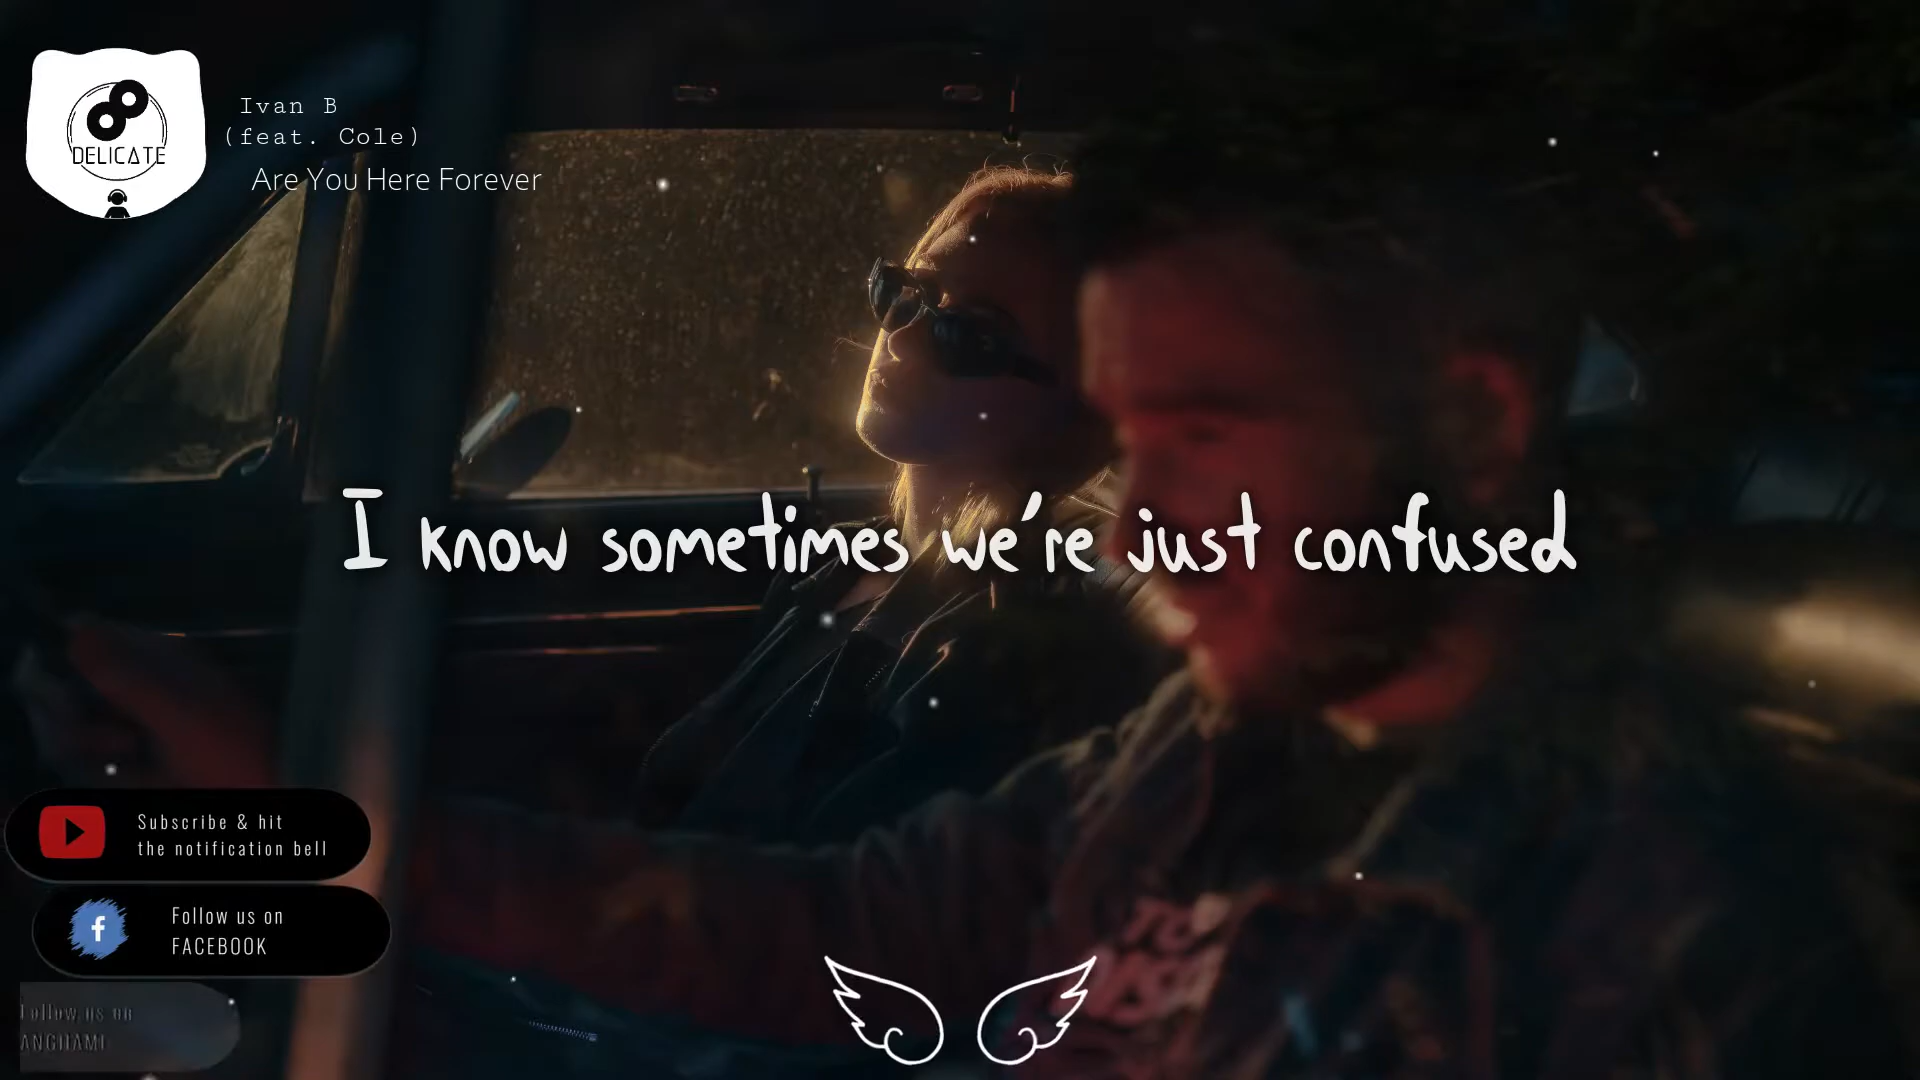 DELICATE
Ivan B
(feat. Cole)
Are You Here Forever
I know sometimes we're just confused
Subscribe & hit
the notification bell
Follow us on
FACEBOOK
Follow us on
ANGHAMI